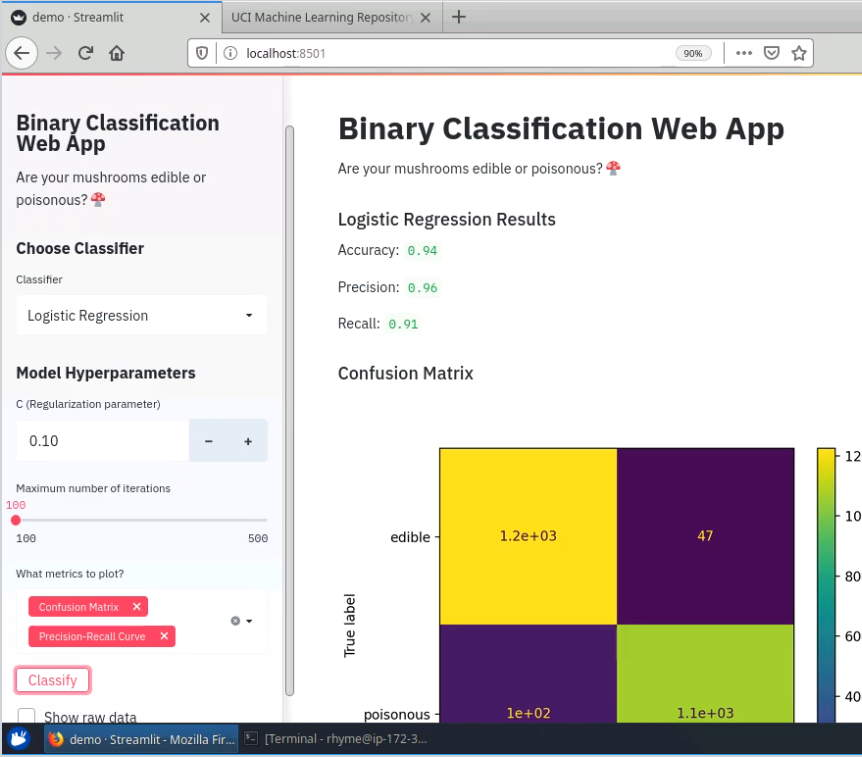 demo · Streamlit
UCI Machine Learning Repository
localhost:8501
90%
Binary Classification
Web App
Are your mushrooms edible or
poisonous? 🍄
Choose Classifier
Classifier
Logistic Regression
Model Hyperparameters
C (Regularization parameter)
0.10
- +
Maximum number of iterations
100
100 500
What metrics to plot?
Confusion Matrix
Precision-Recall Curve
Classify
Show raw data
Binary Classification Web App
Are your mushrooms edible or poisonous? 🍄
Logistic Regression Results
Accuracy: 0.94
Precision: 0.96
Recall: 0.91
Confusion Matrix
edible
1.2e+03 47
True label
poisonous
1e+02 1.1e+03
12
10
80
60
40
demo · Streamlit - Mozilla Fir...
[Terminal - rhyme@ip-172-3...